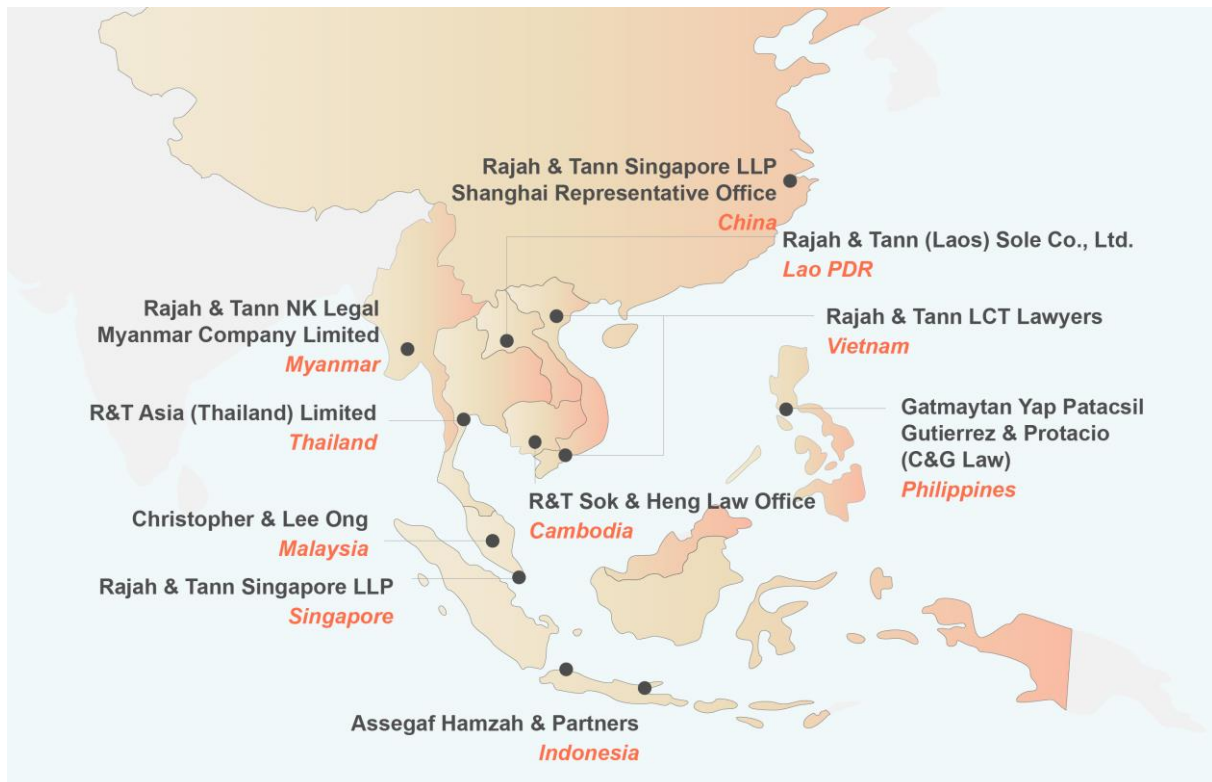 Rajah & Tann Singapore LLP
Shanghai Representative Office
China
Rajah & Tann (Laos) Sole Co., Ltd.
Lao PDR
Rajah & Tann NK Legal
Myanmar Company Limited
Myanmar
Rajah & Tann LCT Lawyers
Vietnam
R&T Asia (Thailand) Limited
Thailand
Gatmaytan Yap Patacsil
Gutierrez & Protacio
(C&G Law)
Philippines
R&T Sok & Heng Law Office
Cambodia
Christopher & Lee Ong
Malaysia
Rajah & Tann Singapore LLP
Singapore
Assegaf Hamzah & Partners
Indonesia